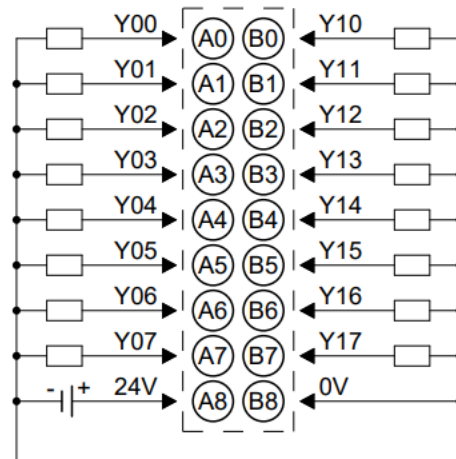 Y00 A0 B0 Y10
Y01 A1 B1 Y11
Y02 A2 B2 Y12
Y03 A3 B3 Y13
Y04 A4 B4 Y14
Y05 A5 B5 Y15
Y06 A6 B6 Y16
Y07 A7 B7 Y17
- + 24V A8 B8 0V